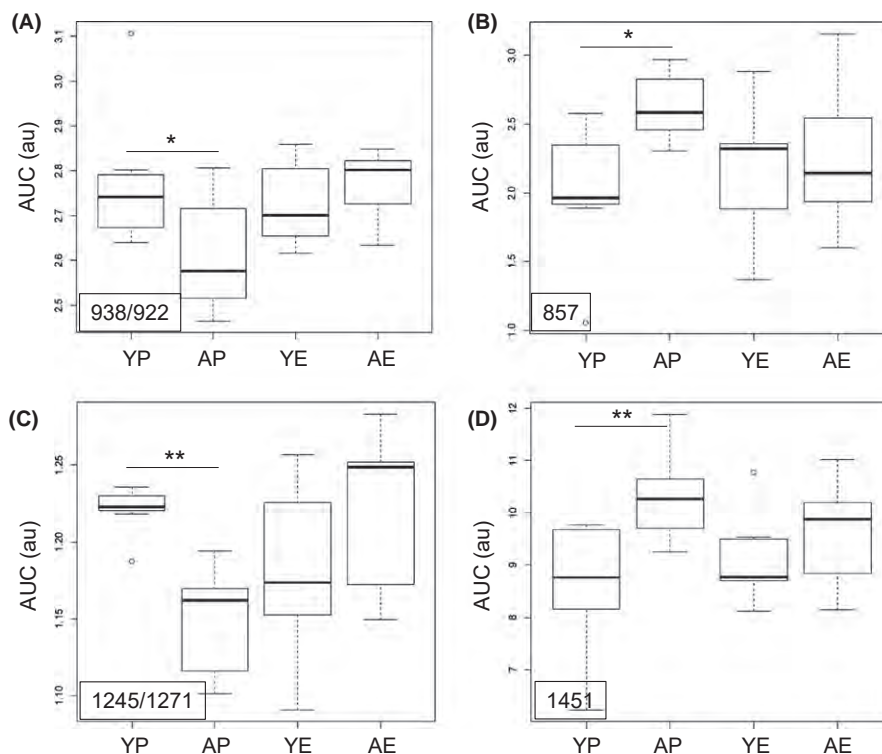 (A)
AUC (au)
3.1
3.0
2.9
2.8
2.7
2.6
2.5
*
938/922
YP AP YE AE
(B)
AUC (au)
3.0
2.5
2.0
1.5
1.0
*
857
YP AP YE AE
(C)
AUC (au)
1.25
1.20
1.15
1.10
**
1245/1271
YP AP YE AE
(D)
AUC (au)
12
11
10
9
8
7
**
1451
YP AP YE AE